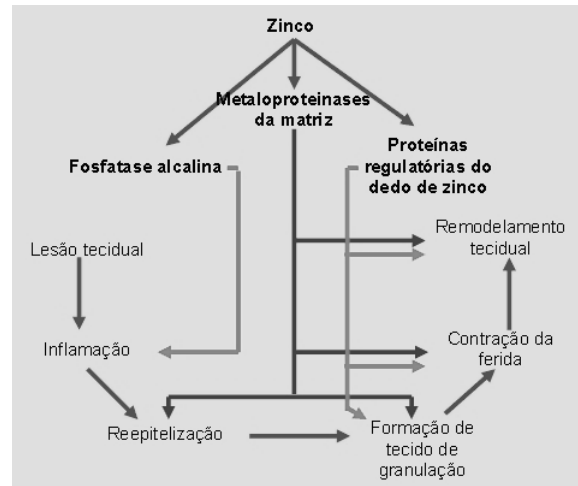 Zinco
Metaloproteinases
da matriz
Fosfatase alcalina
Proteínas
regulatórias do
dedo de zinco
Lesão tecidual
Remodelamento
tecidual
Inflamação
Contração da
ferida
Reepitelização
Formação de
tecido de
granulação